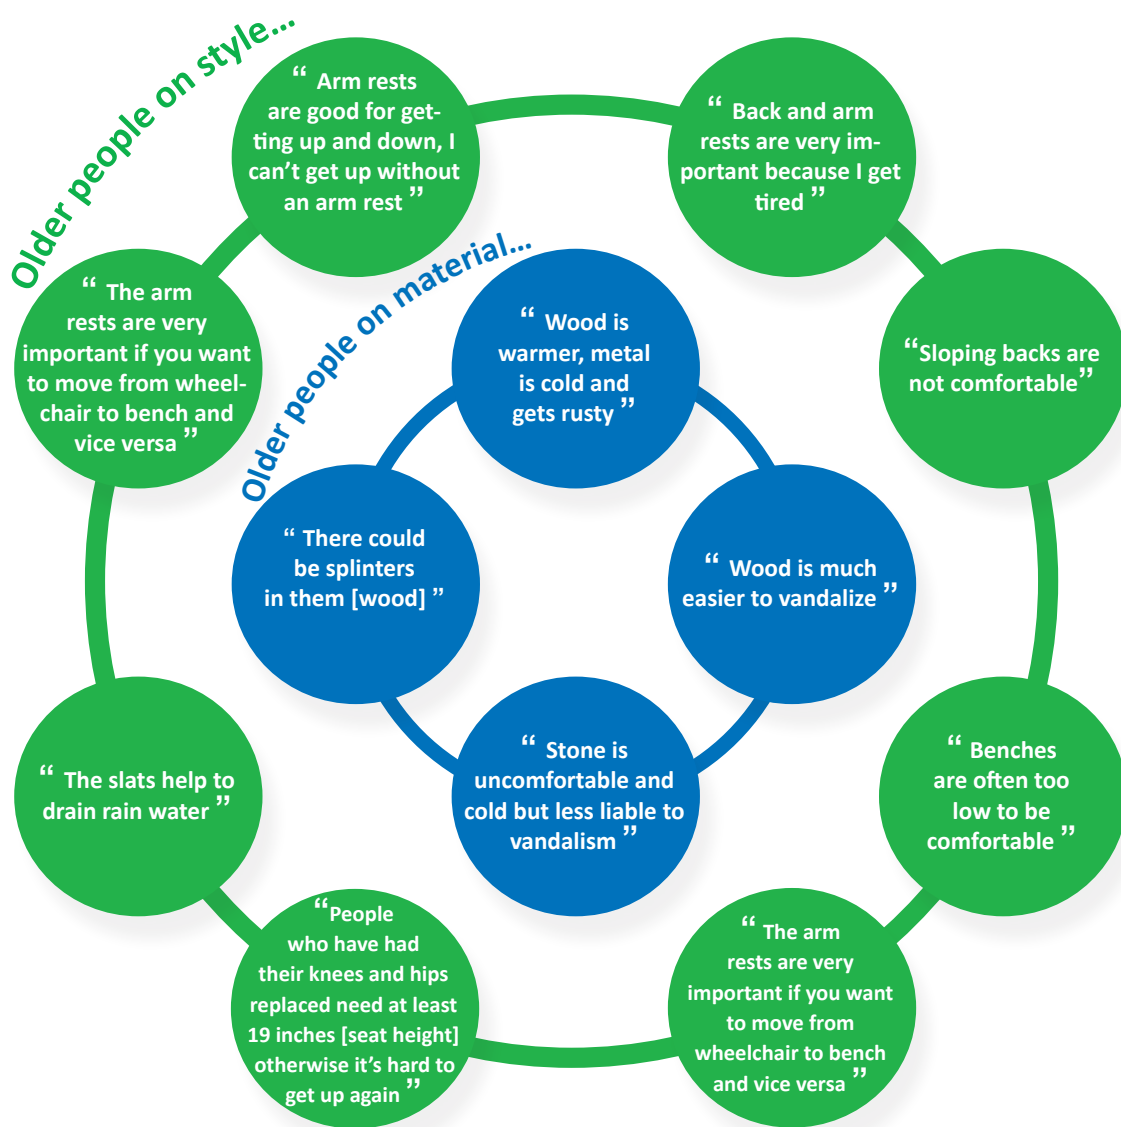 Older people on style...
“ Arm rests
are good for get-
ting up and down, I
can’t get up without
an arm rest ”
“ Back and arm
rests are very im-
portant because I get
tired ”
“ The arm
rests are very
important if you want
to move from wheel-
chair to bench and
vice versa ”
“Sloping backs are
not comfortable”
Older people on material...
“ Wood is
warmer, metal
is cold and
gets rusty ”
“ There could
be splinters
in them [wood] ”
“ Wood is much
easier to vandalize ”
“ Stone is
uncomfortable and
cold but less liable to
vandalism ”
“ The slats help to
drain rain water ”
“ Benches
are often too
low to be
comfortable ”
“People
who have had
their knees and hips
replaced need at least
19 inches [seat height]
otherwise it’s hard to
get up again ”
“ The arm
rests are very
important if you want
to move from
wheelchair to bench
and vice versa ”